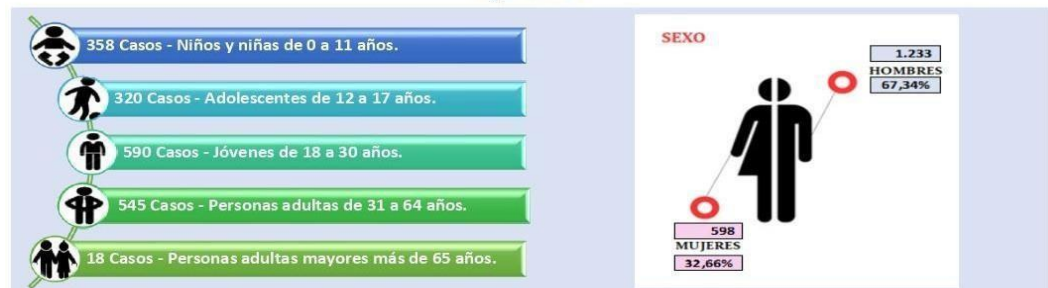 358 Casos - Niños y niñas de 0 a 11 años.
320 Casos - Adolescentes de 12 a 17 años.
590 Casos - Jóvenes de 18 a 30 años.
545 Casos - Personas adultas de 31 a 64 años.
18 Casos - Personas adultas mayores más de 65 años.
SEXO
1.233
HOMBRES
67,34%
598
MUJERES
32,66%